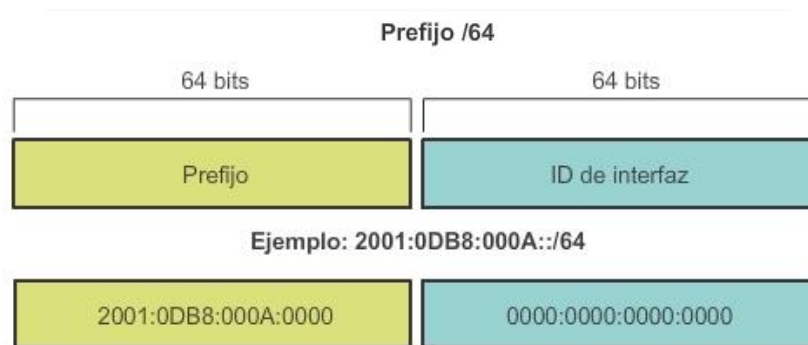 Prefijo /64
64 bits 64 bits
Prefijo ID de interfaz
Ejemplo: 2001:0DB8:000A::/64
2001:0DB8:000A:0000 0000:0000:0000:0000